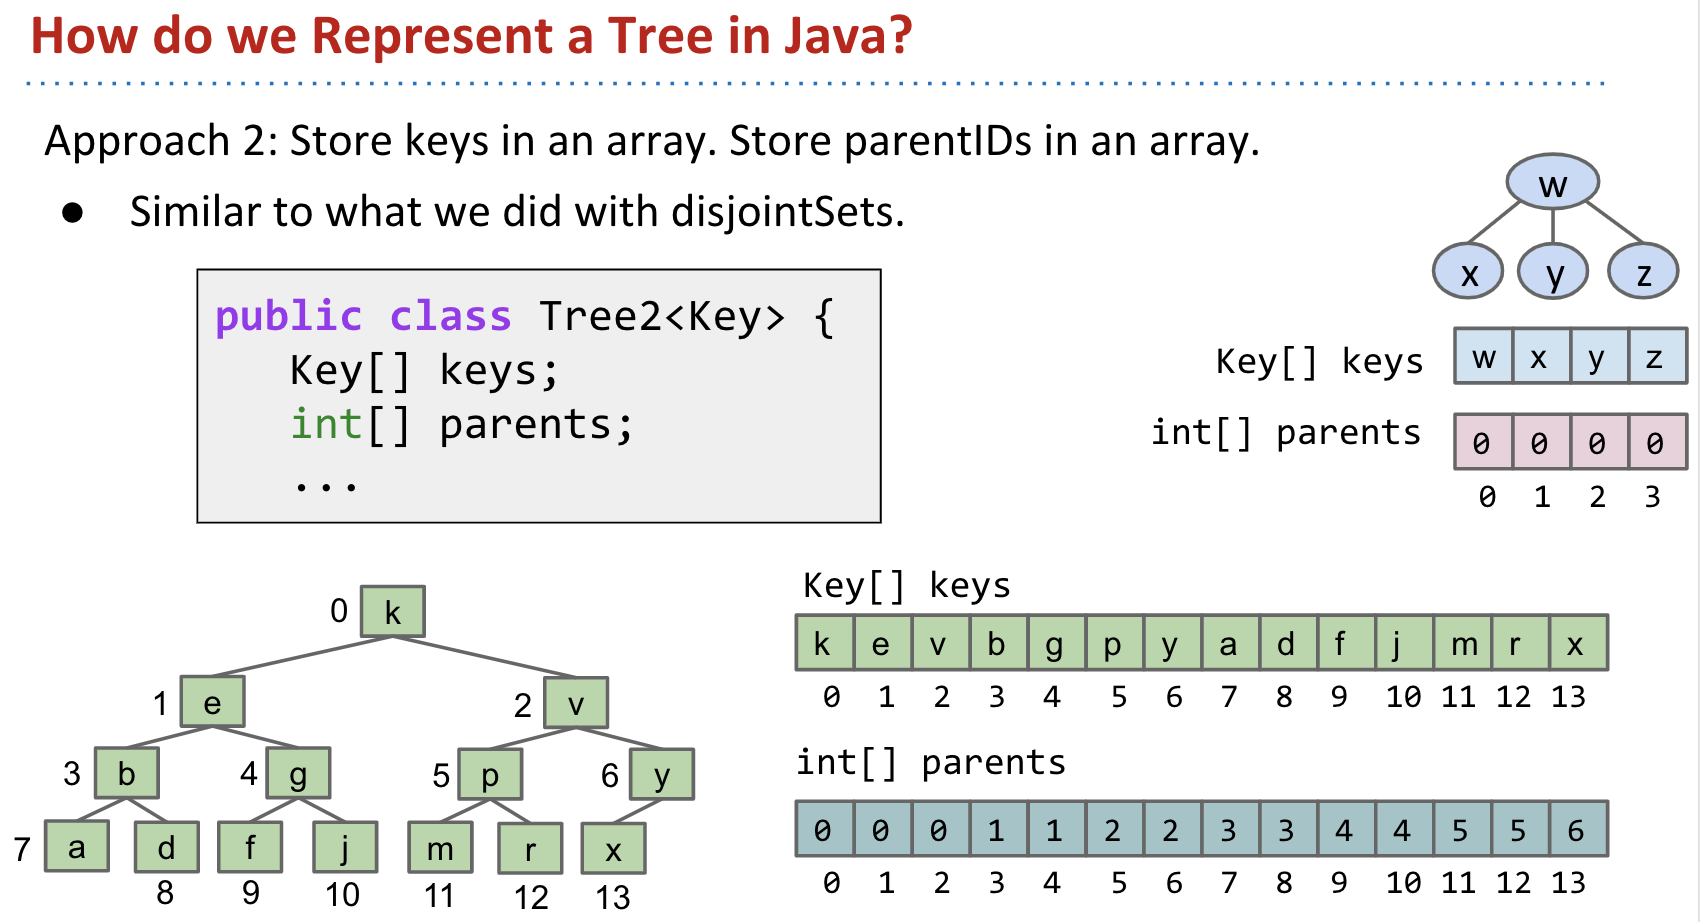 How do we Represent a Tree in Java?
Approach 2: Store keys in an array. Store parentIDs in an array.
● Similar to what we did with disjointSets.
public class Tree2<Key> {
Key[] keys;
int[] parents;
...
w
x y z
Key[] keys w x y z
int[] parents 0 0 0 0
0 1 2 3
0 k
1 e 2 v
3 b 4 g 5 p 6 y
7 a d f j m r x
8 9 10 11 12 13
Key[] keys
k e v b g p y a d f j m r x
0 1 2 3 4 5 6 7 8 9 10 11 12 13
int[] parents
0 0 0 1 1 2 2 3 3 4 4 5 5 6
0 1 2 3 4 5 6 7 8 9 10 11 12 13